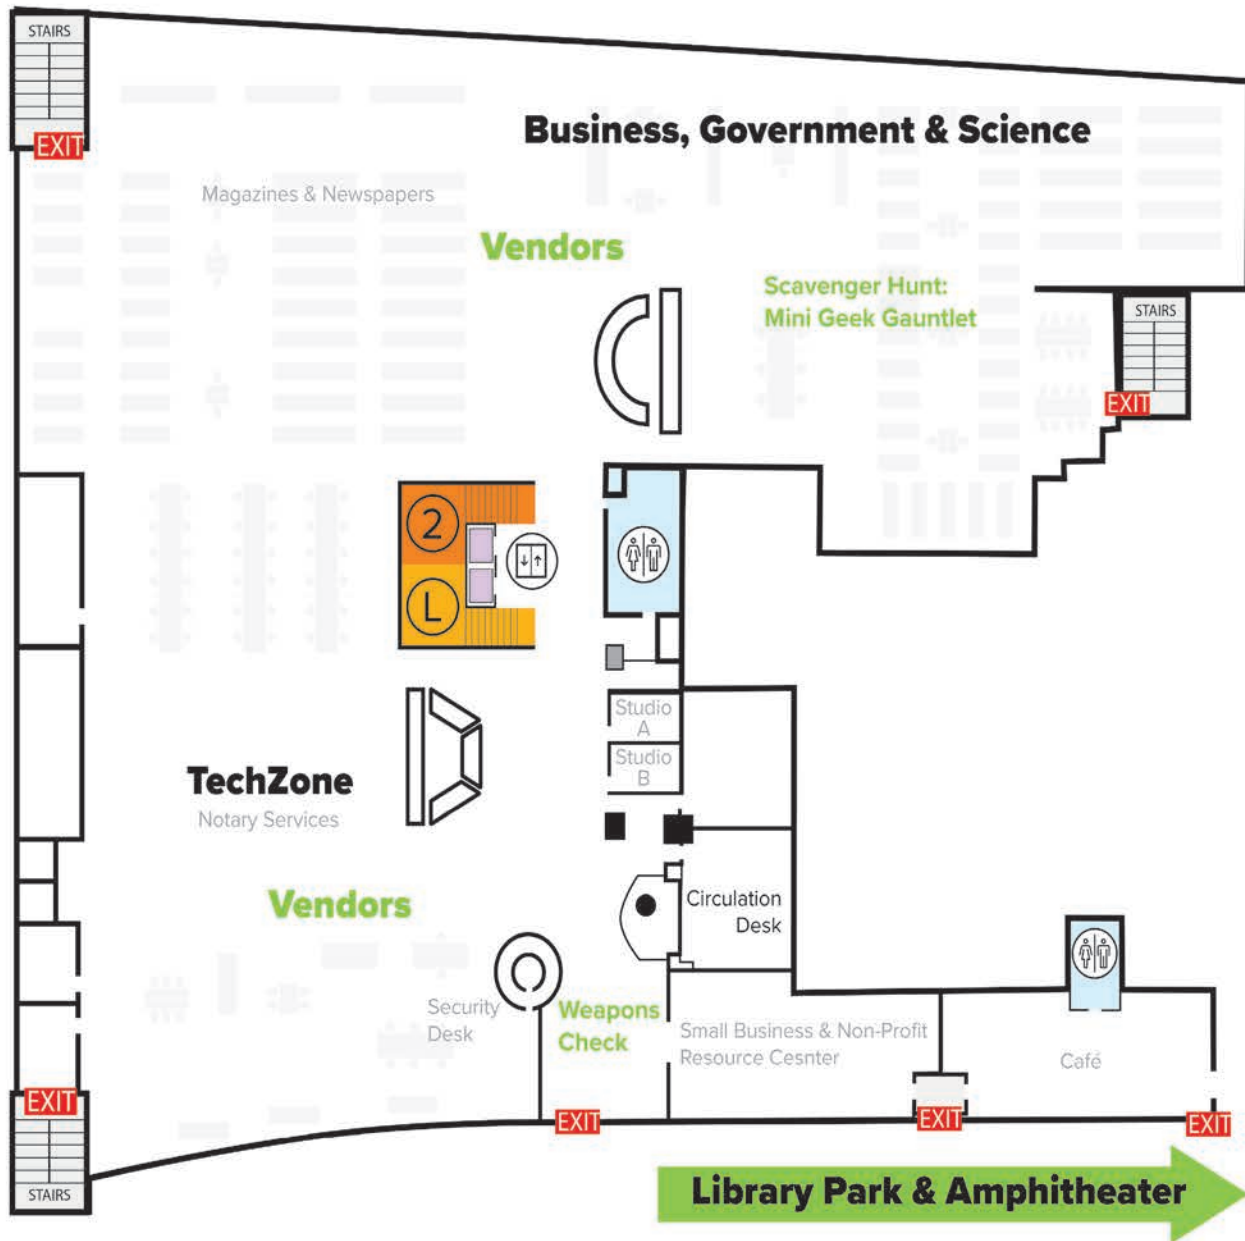 STAIRS
EXIT
Business, Government & Science
Magazines & Newspapers
Vendors
Scavenger Hunt:
Mini Geek Gauntlet
STAIRS
EXIT
2
L
Studio
A
Studio
B
TechZone
Notary Services
Vendors
Circulation
Desk
Security
Desk
Weapons
Check
Small Business & Non-Profit
Resource Cesnter
Café
EXIT
EXIT
EXIT
EXIT
STAIRS
Library Park & Amphitheater